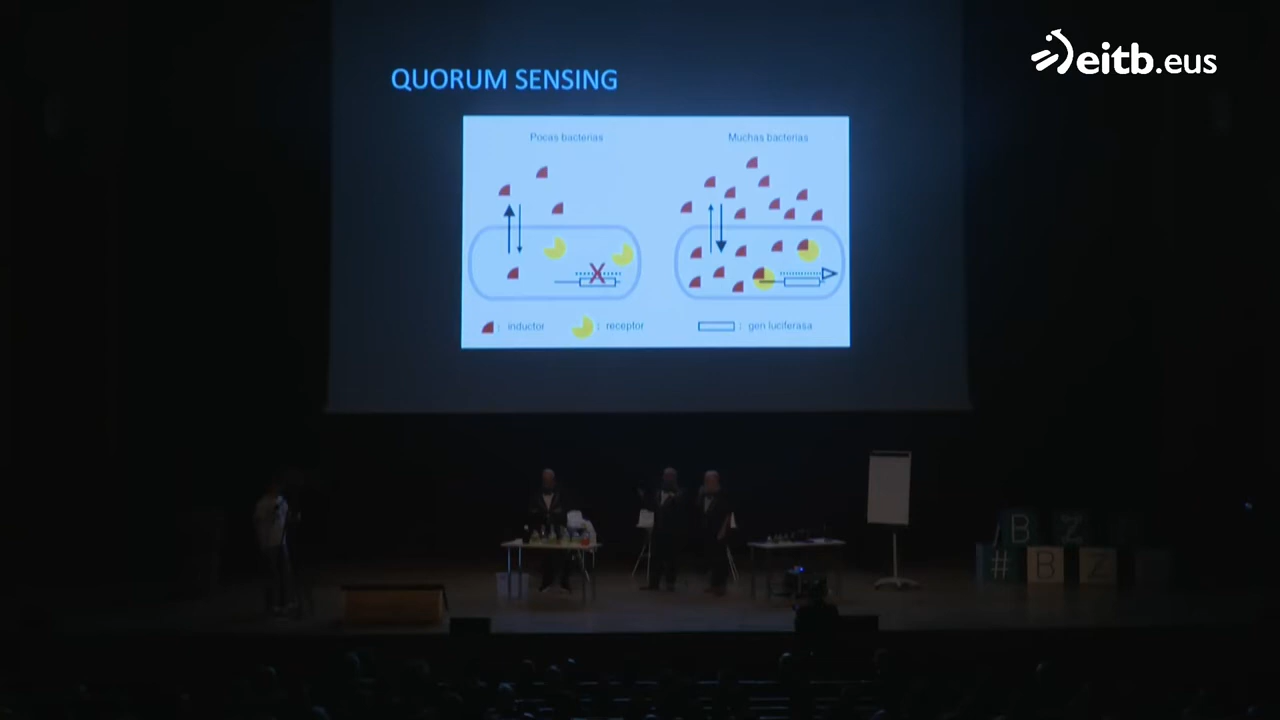 eitb.eus
QUORUM SENSING
Pocas bacterias
Muchas bacterias
X
: inductor
: receptor
: gen luciferasa
B Z
# B Z